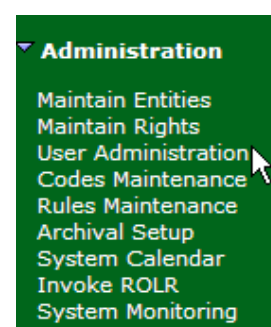 Administration
Maintain Entities
Maintain Rights
User Administration
Codes Maintenance
Rules Maintenance
Archival Setup
System Calendar
Invoke ROLR
System Monitoring